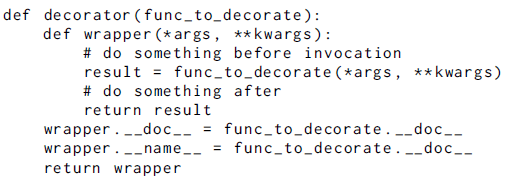 def decorator(func_to_decorate):
    def wrapper(*args, **kwargs):
        # do something before invocation
        result = func_to_decorate(*args, **kwargs)
        # do something after
        return result
    wrapper.__doc__ = func_to_decorate.__doc__
    wrapper.__name__ = func_to_decorate.__doc__
    return wrapper